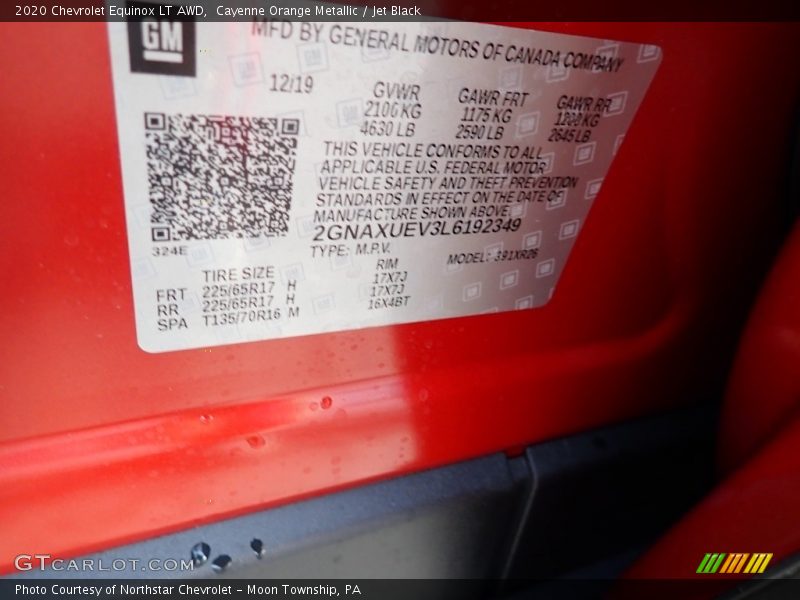 2020 Chevrolet Equinox LT AWD,  Cayenne Orange Metallic / Jet Black
GM
MFD BY GENERAL MOTORS OF CANADA COMPANY
12/19
GVWR
2100 KG
4630 LB
GAWR FRT
1175 KG
2590 LB
GAWR RR
1200 KG
2645 LB
THIS VEHICLE CONFORMS TO ALL
APPLICABLE U.S. FEDERAL MOTOR
VEHICLE SAFETY AND THEFT PREVENTION
STANDARDS IN EFFECT ON THE DATE OF
MANUFACTURE SHOWN ABOVE
2GNAXUEV3L6192349
324E
TYPE: M.P.V.
MODEL: 391XR26
TIRE SIZE
RIM
FRT 225/65R17 H 17X7J
RR 225/65R17 H 17X7J
SPA T135/70R16 M 16X4BT
GTCARLOT.COM
Photo Courtesy of Northstar Chevrolet - Moon Township, PA